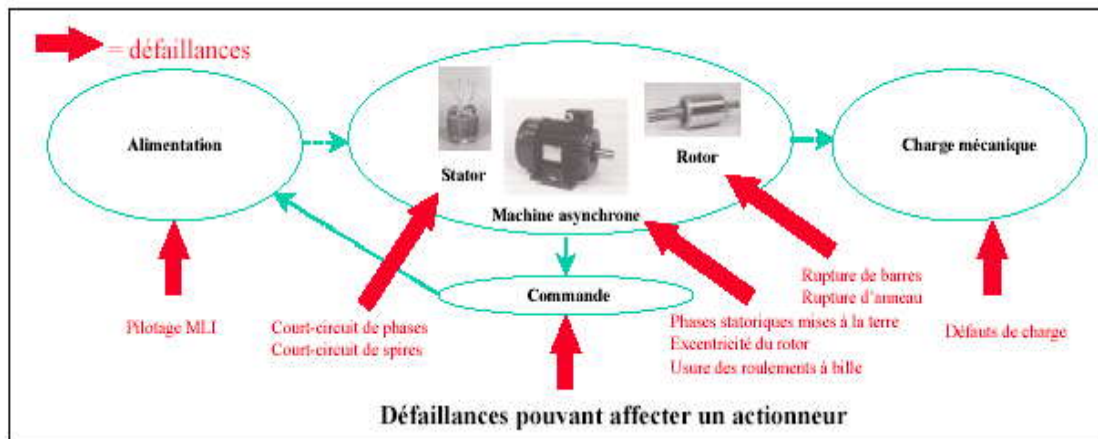 = défaillances
Alimentation
Stator
Rotor
Machine asynchrone
Charge mécanique
Commande
Pilotage MLI
Court-circuit de phases
Court-circuit de spires
Rupture de barres
Rupture d'anneau
Phases statoriques mises à la terre
Excentricité du rotor
Usure des roulements à bille
Défauts de charge
Défaillances pouvant affecter un actionneur